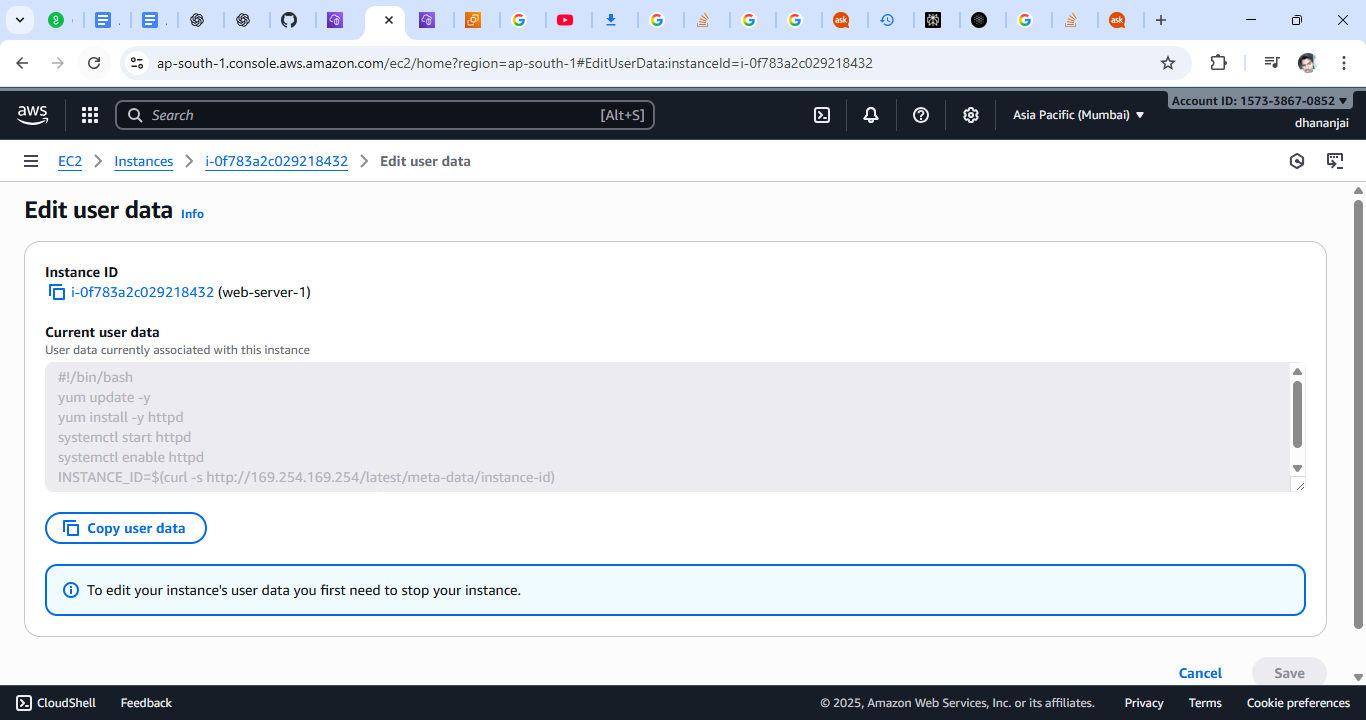 ap-south-1.console.aws.amazon.com/ec2/home?region=ap-south-1#EditUserData:instanceId=i-0f783a2c029218432
aws
Search
[Alt+S]
Asia Pacific (Mumbai)
Account ID: 1573-3867-0852
dhananjai
EC2
Instances
i-0f783a2c029218432
Edit user data
Edit user data Info
Instance ID
i-0f783a2c029218432 (web-server-1)
Current user data
User data currently associated with this instance
#!/bin/bash
yum update -y
yum install -y httpd
systemctl start httpd
systemctl enable httpd
INSTANCE_ID=$(curl -s http://169.254.169.254/latest/meta-data/instance-id)
Copy user data
To edit your instance's user data you first need to stop your instance.
Cancel
Save
CloudShell
Feedback
© 2025, Amazon Web Services, Inc. or its affiliates.
Privacy
Terms
Cookie preferences